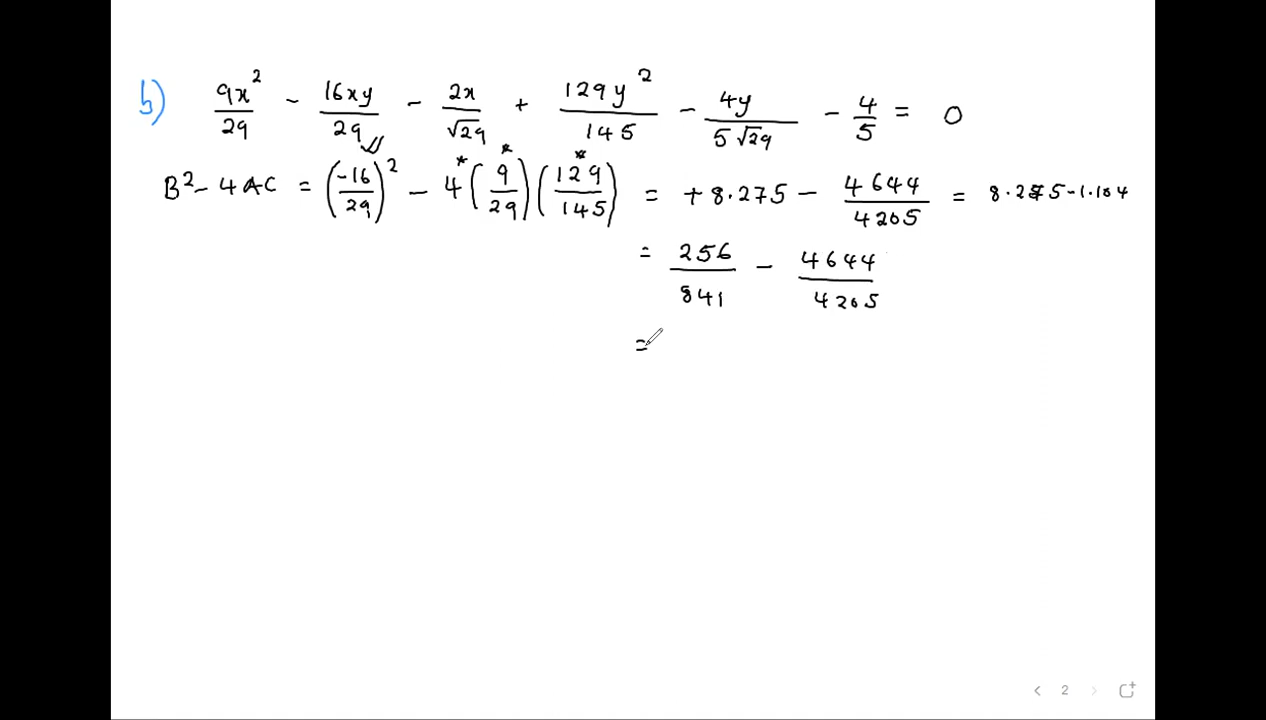 b) 9x²/29 - 16xy/29 - 2x/√29 + 129y²/145 - 4y/5√29 - 4/5 = 0
B² - 4AC = (-16/29)² - 4(9/29)(129/145) = +8.275 - 4644/4205 = 8.275-1.104
= 256/841 - 4644/4205
=
2